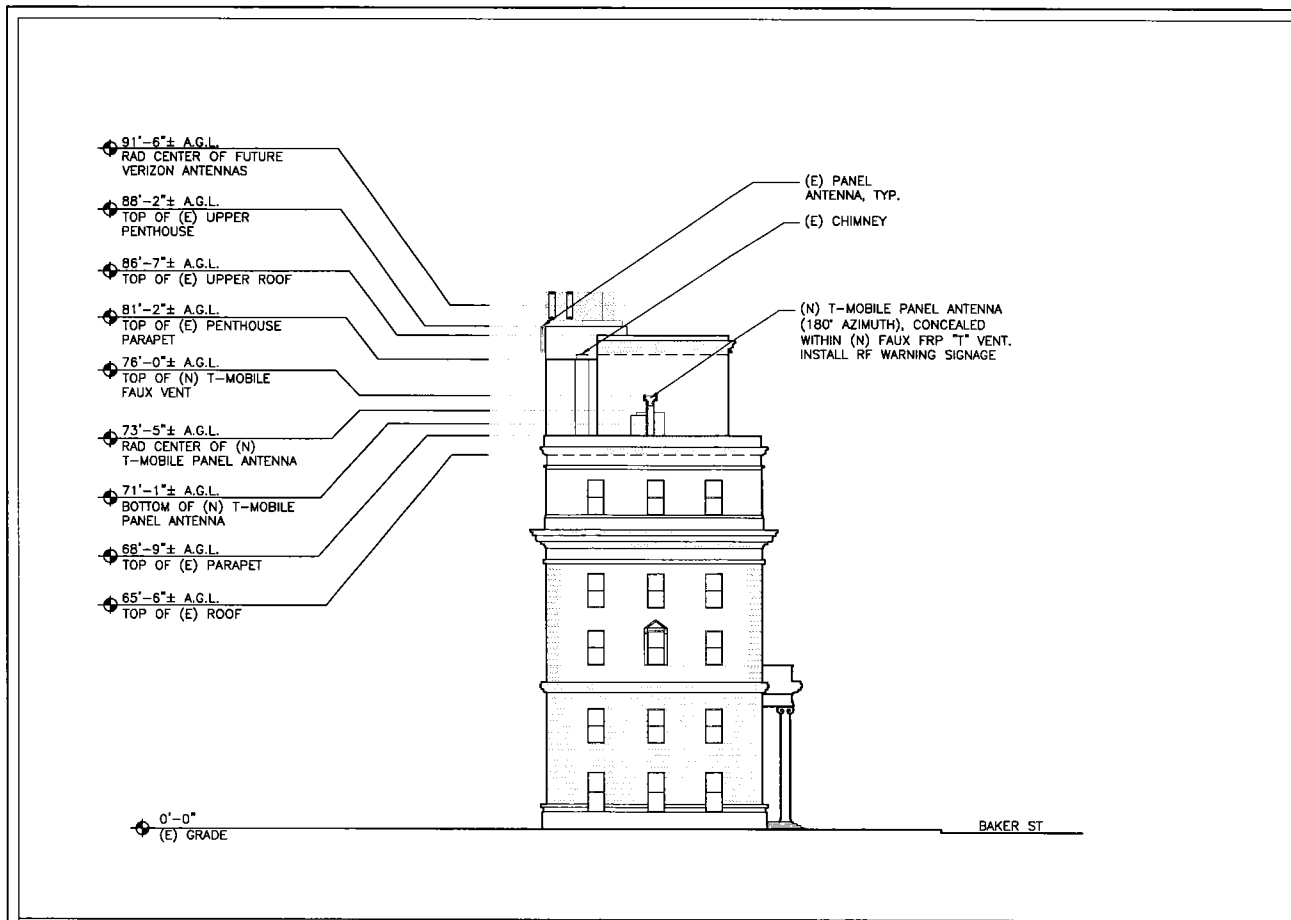 91'-6"± A.G.L.
RAD CENTER OF FUTURE
VERIZON ANTENNAS
88'-2"± A.G.L.
TOP OF (E) UPPER
PENTHOUSE
86'-7"± A.G.L.
TOP OF (E) UPPER ROOF
81'-2"± A.G.L.
TOP OF (E) PENTHOUSE
PARAPET
76'-0"± A.G.L.
TOP OF (N) T-MOBILE
FAUX VENT
73'-5"± A.G.L.
RAD CENTER OF (N)
T-MOBILE PANEL ANTENNA
71'-1"± A.G.L.
BOTTOM OF (N) T-MOBILE
PANEL ANTENNA
68'-9"± A.G.L.
TOP OF (E) PARAPET
65'-6"± A.G.L.
TOP OF (E) ROOF
0'-0"
(E) GRADE
(E) PANEL
ANTENNA, TYP.
(E) CHIMNEY
(N) T-MOBILE PANEL ANTENNA
(180° AZIMUTH), CONCEALED
WITHIN (N) FAUX FRP "T" VENT.
INSTALL RF WARNING SIGNAGE
BAKER ST